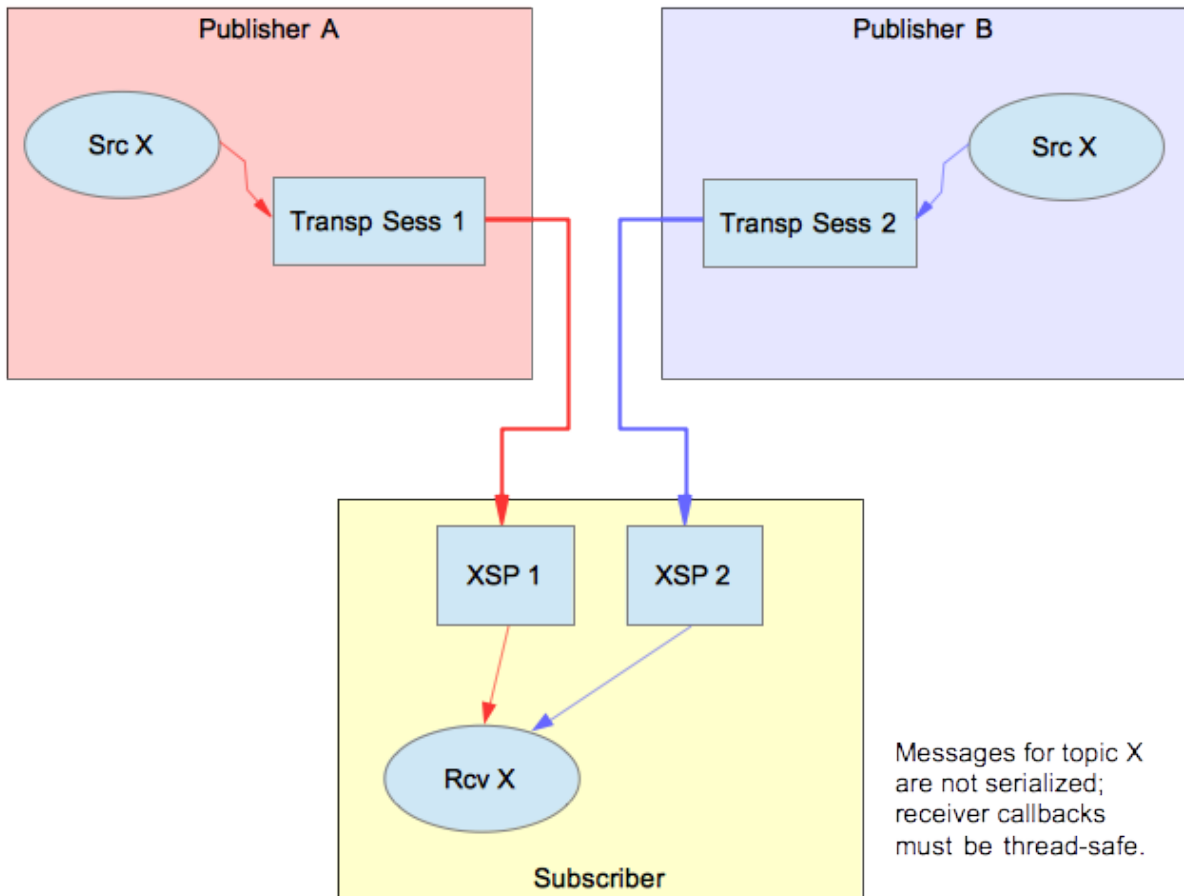 Publisher A
Publisher B
Src X
Src X
Transp Sess 1
Transp Sess 2
XSP 1
XSP 2
Rcv X
Messages for topic X
are not serialized;
receiver callbacks
must be thread-safe.
Subscriber